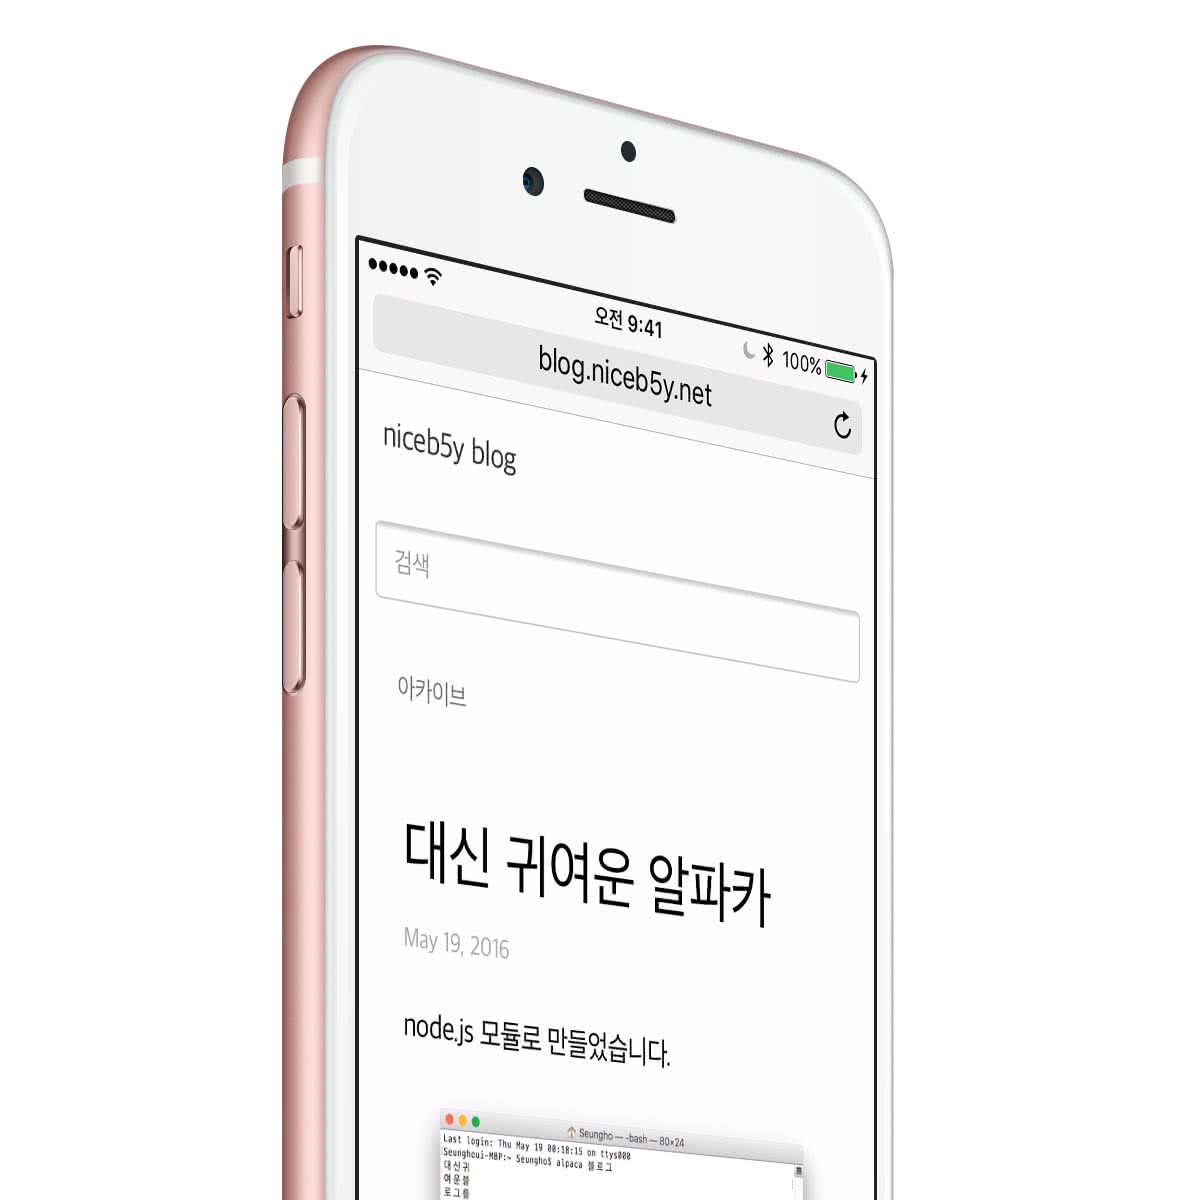 오전 9:41
100%
blog.niceb5y.net
niceb5y blog
검색
아카이브
대신 귀여운 알파카
May 19, 2016
node.js 모듈로 만들었습니다.
Seungho — -bash — 80×24
Last login: Thu May 19 00:18:15 on ttys000
Seunghoui-MBP:~ Seungho$ alpaca 블로그
대신귀
여운블
로그를